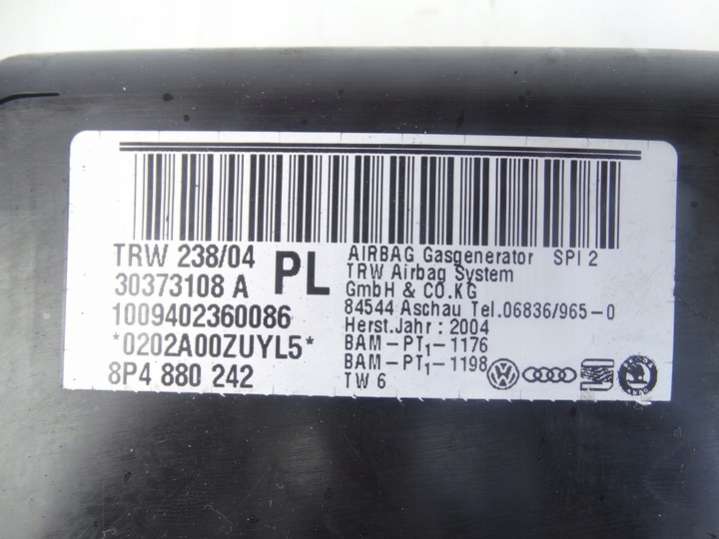 TRW 238/04
30373108 A
PL
1009402360086
*0202A00ZUYL5*
8P4 880 242
AIRBAG Gasgenerator SPI 2
TRW Airbag System
GmbH & CO.KG
84544 Aschau Tel.06836/965-0
Herst.Jahr : 2004
BAM-PT1-1176
BAM-PT1-1198
TW 6